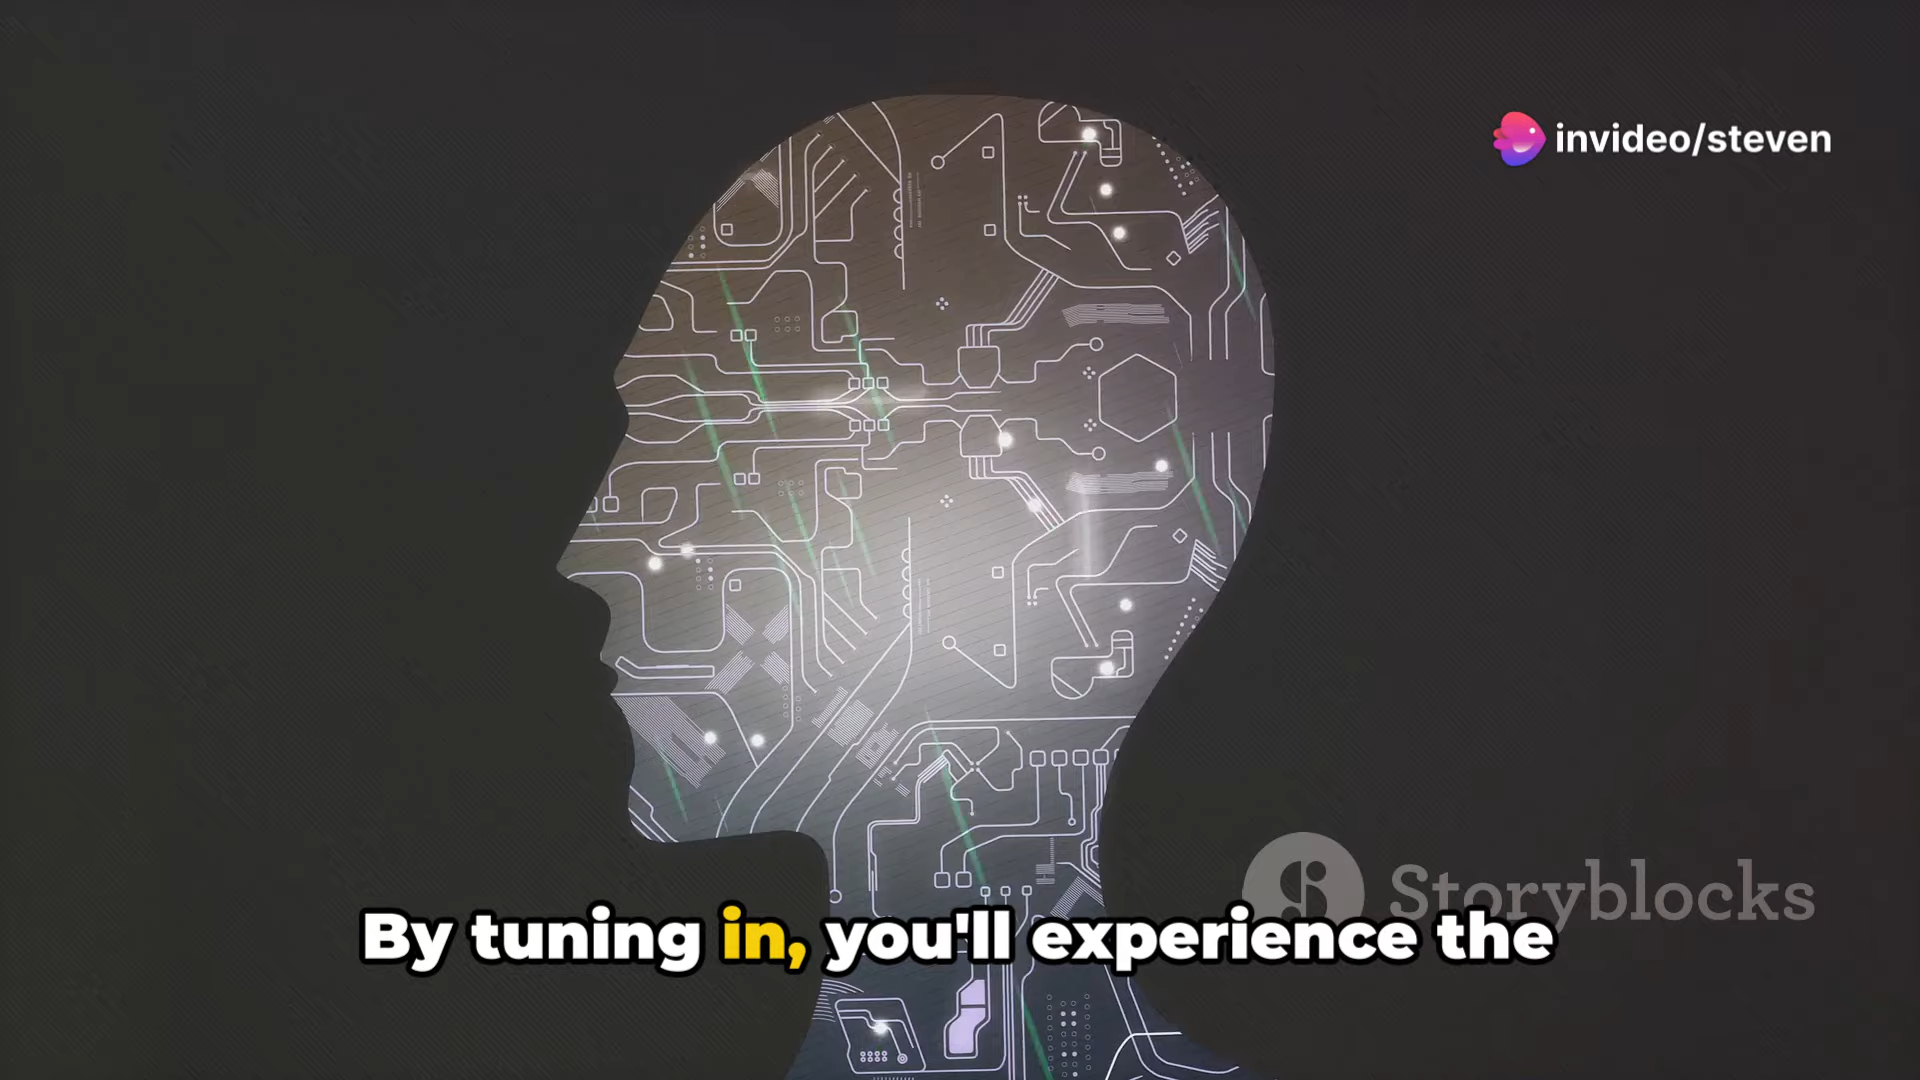 invideo/steven
Storyblocks
By tuning in, you'll experience the